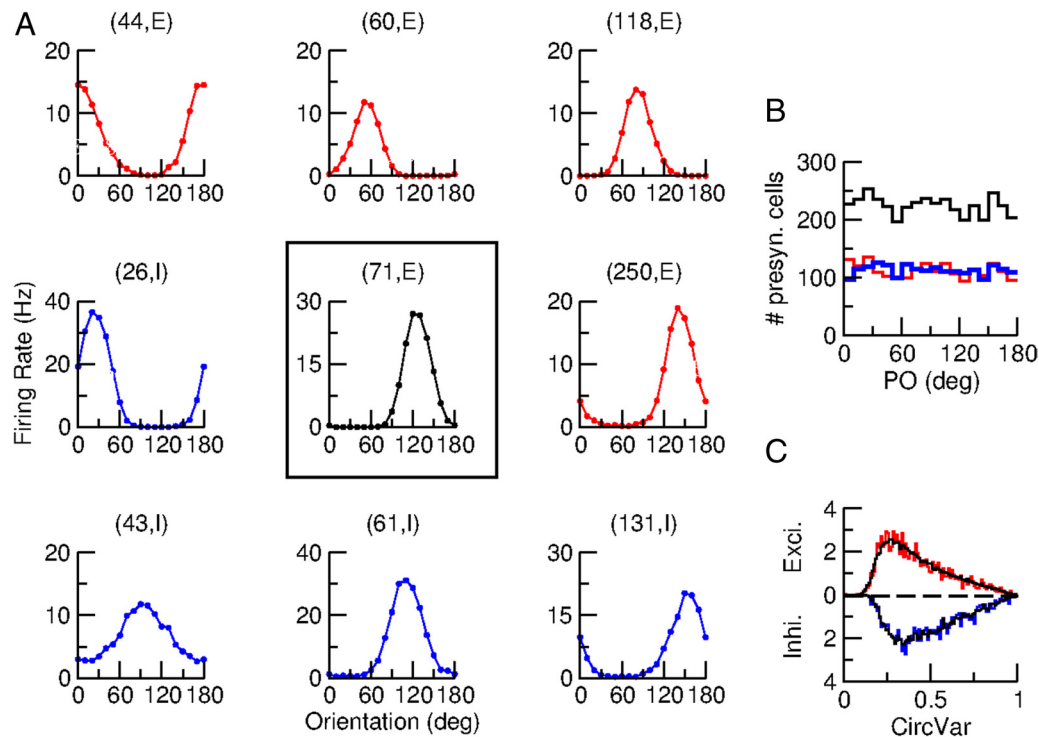 A
(44,E)
(60,E)
(118,E)
20
10
0
0 60 120 180
20
10
0
0 60 120 180
20
10
0
0 60 120 180
(26,I)
(71,E)
(250,E)
Firing Rate (Hz)
40
20
0
0 60 120 180
30
15
0
0 60 120 180
20
10
0
0 60 120 180
(43,I)
(61,I)
(131,I)
20
10
0
0 60 120 180
40
20
0
0 60 120 180
30
15
0
0 60 120 180
Orientation (deg)
B
# presyn. cells
300
200
100
0
0 60 120 180
PO (deg)
C
Exci.
Inhi.
4
2
0
2
4
0 0.5 1
CircVar